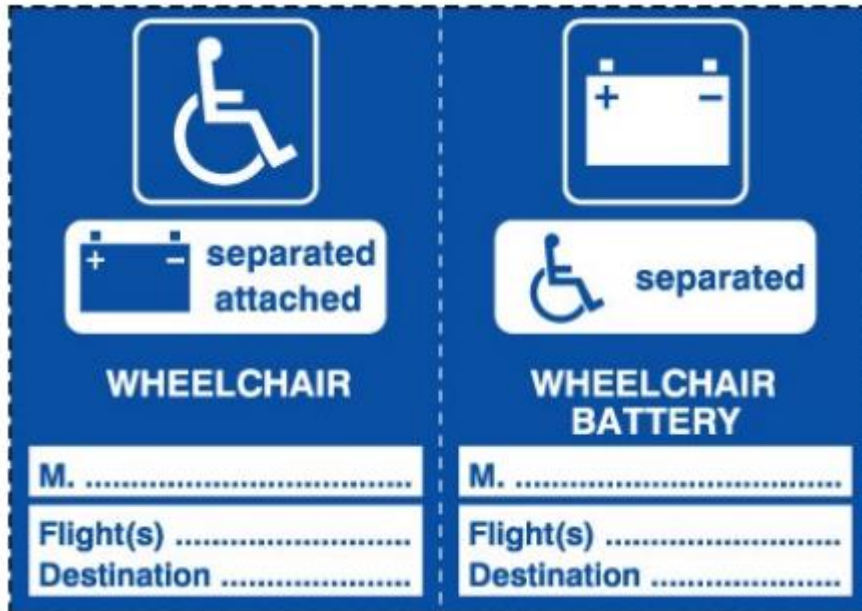 + −
separated
attached
WHEELCHAIR
M. ....................................
Flight(s) ..........................
Destination .....................
+ −
separated
WHEELCHAIR
BATTERY
M. ....................................
Flight(s) ..........................
Destination .....................